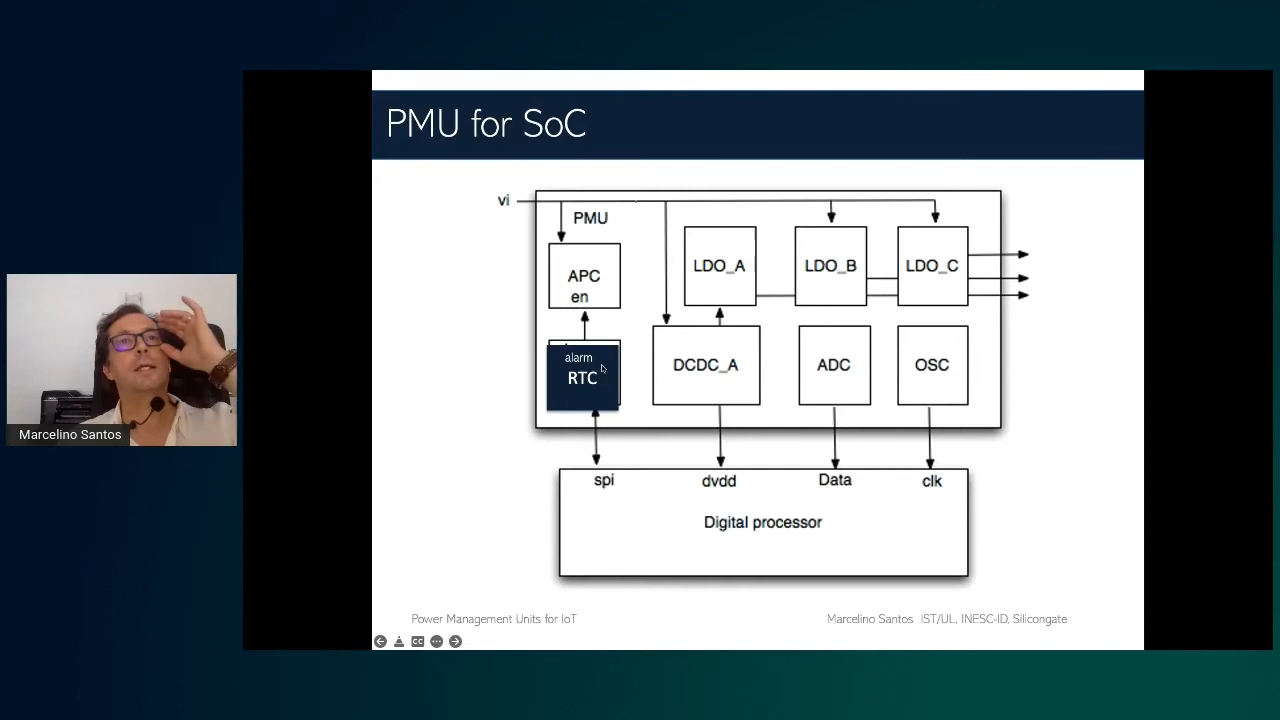 PMU for SoC
vi
PMU
APC
en
LDO_A
LDO_B
LDO_C
alarm
RTC
DCDC_A
ADC
OSC
spi
dvdd
Data
clk
Digital processor
Marcelino Santos
Power Management Units for IoT
Marcelino Santos IST/UL, INESC-ID, Silicongate
CC